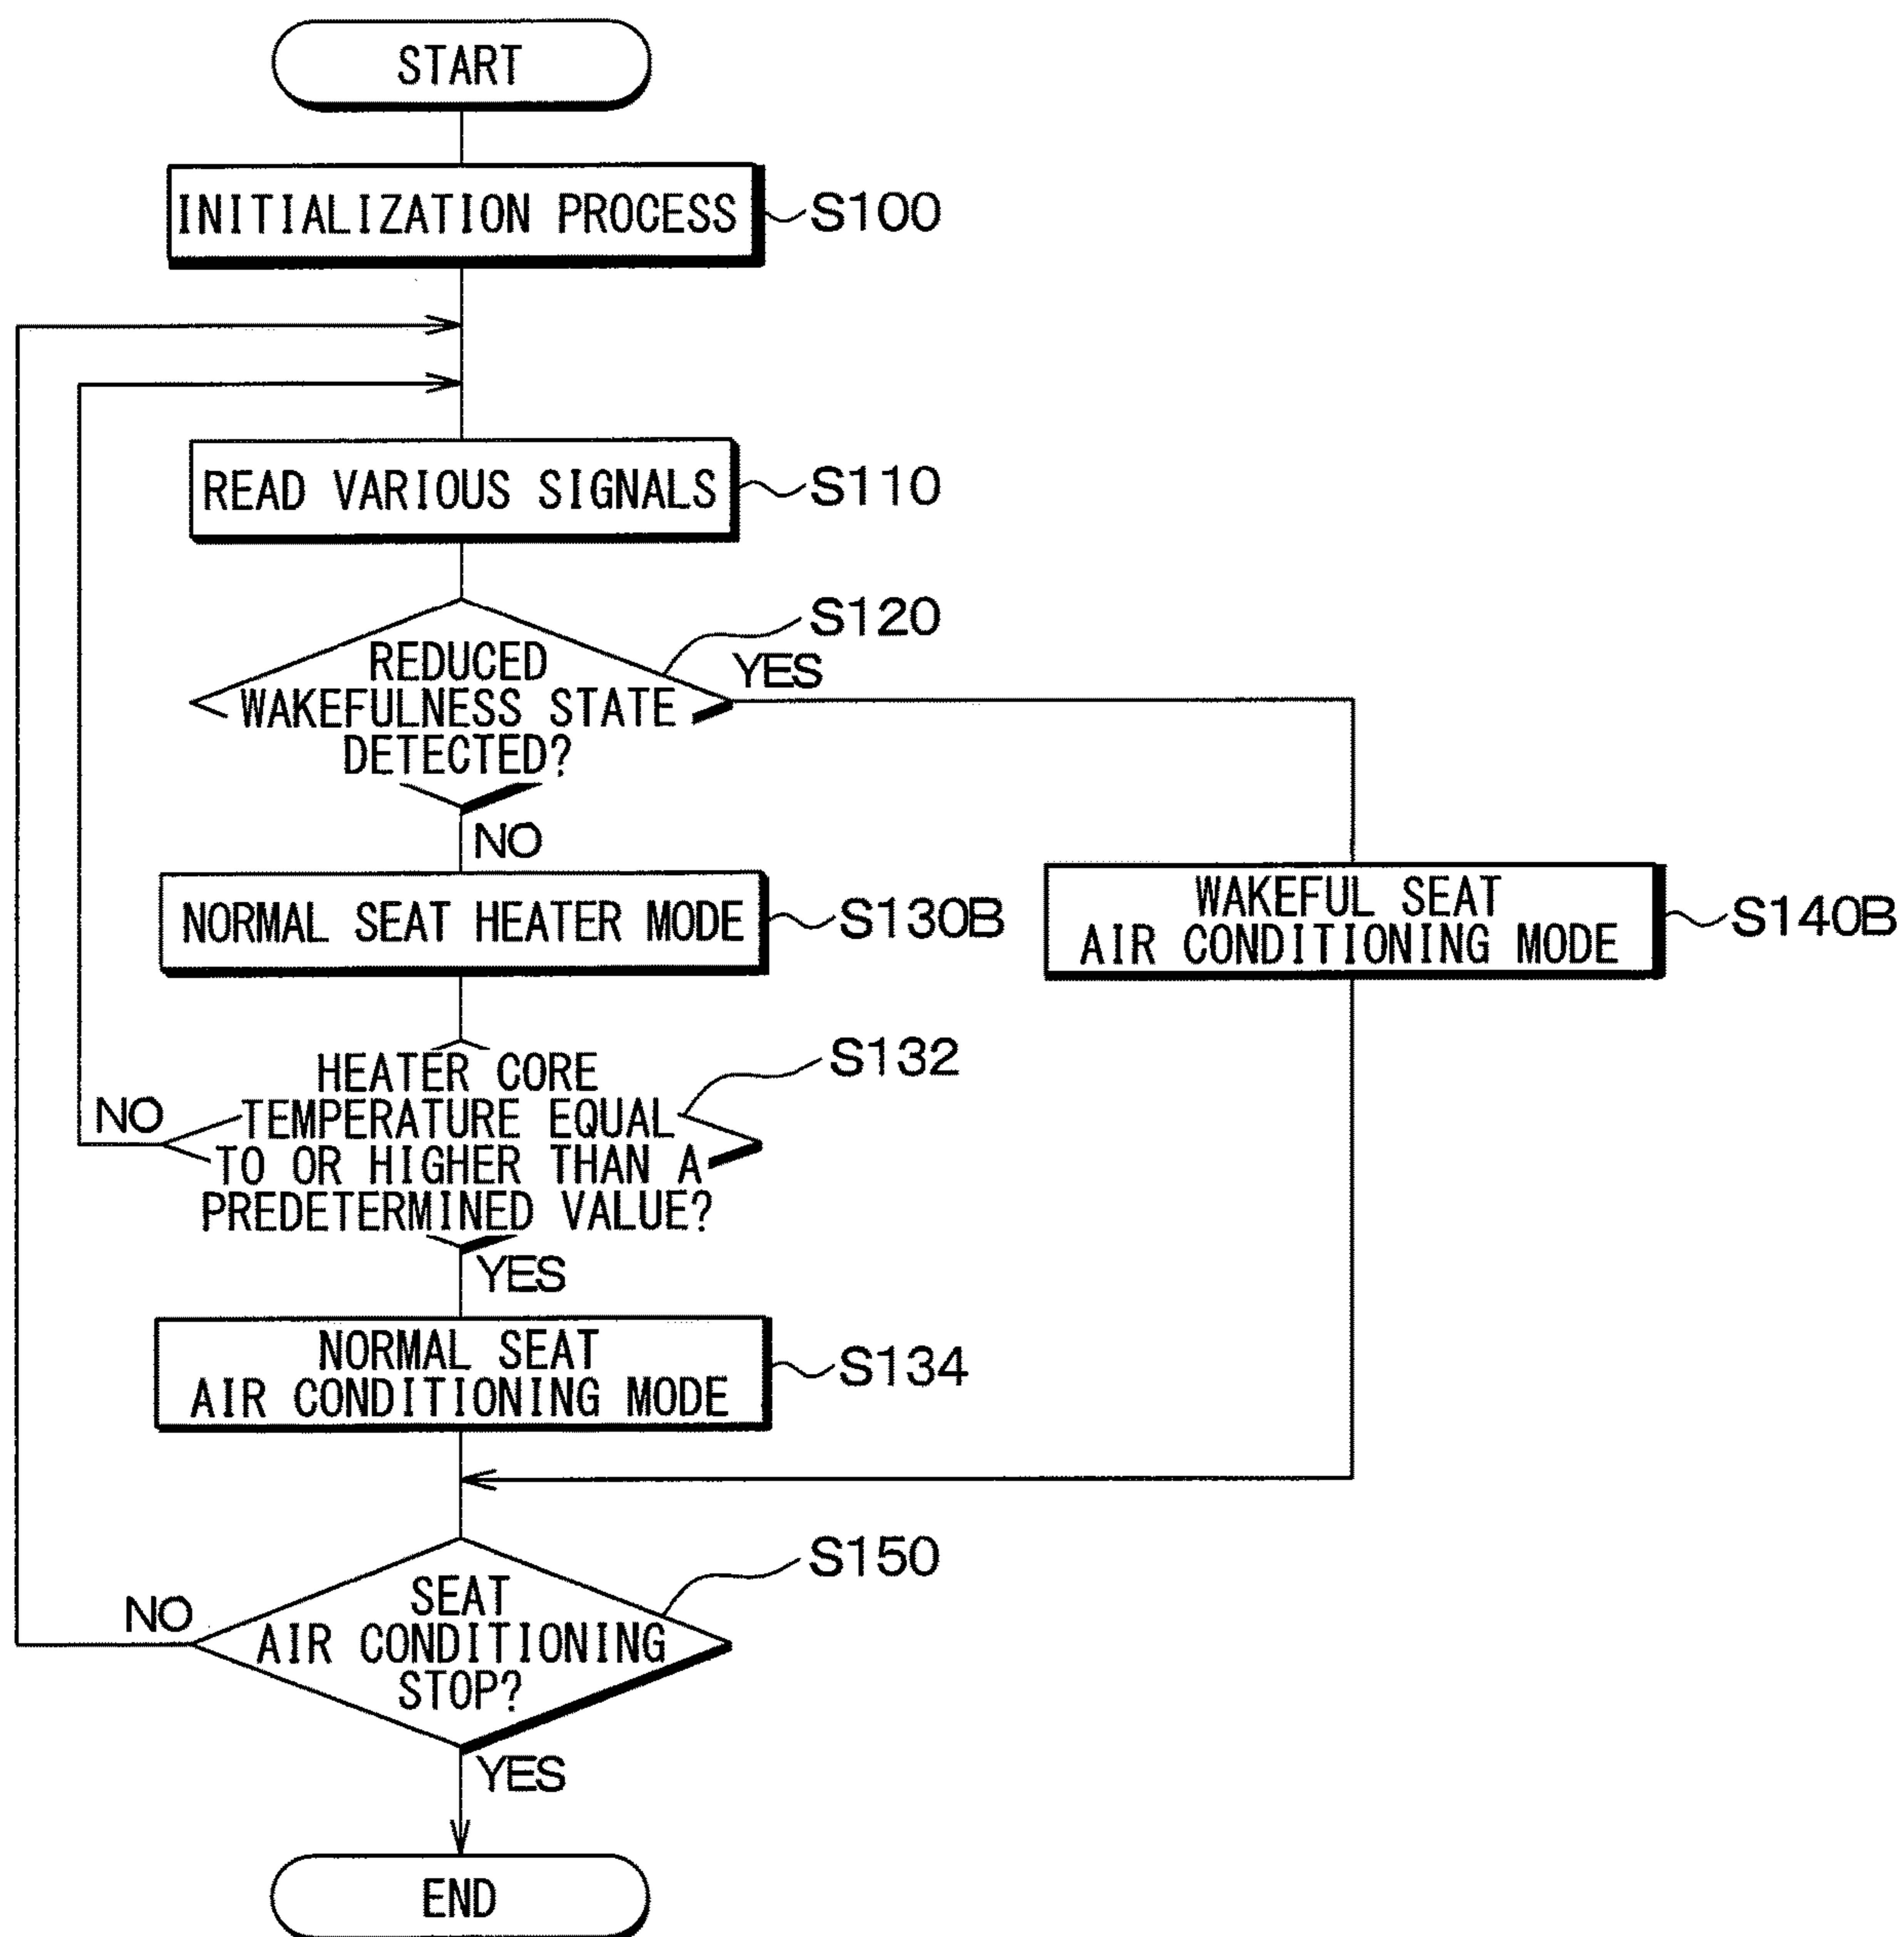 START
INITIALIZATION PROCESS
S100
READ VARIOUS SIGNALS
S110
S120
REDUCED
WAKEFULNESS STATE
DETECTED?
YES
NO
NORMAL SEAT HEATER MODE
S130B
WAKEFUL SEAT
AIR CONDITIONING MODE
S140B
S132
HEATER CORE
TEMPERATURE EQUAL
TO OR HIGHER THAN A
PREDETERMINED VALUE?
NO
YES
NORMAL SEAT
AIR CONDITIONING MODE
S134
S150
SEAT
AIR CONDITIONING
STOP?
NO
YES
END